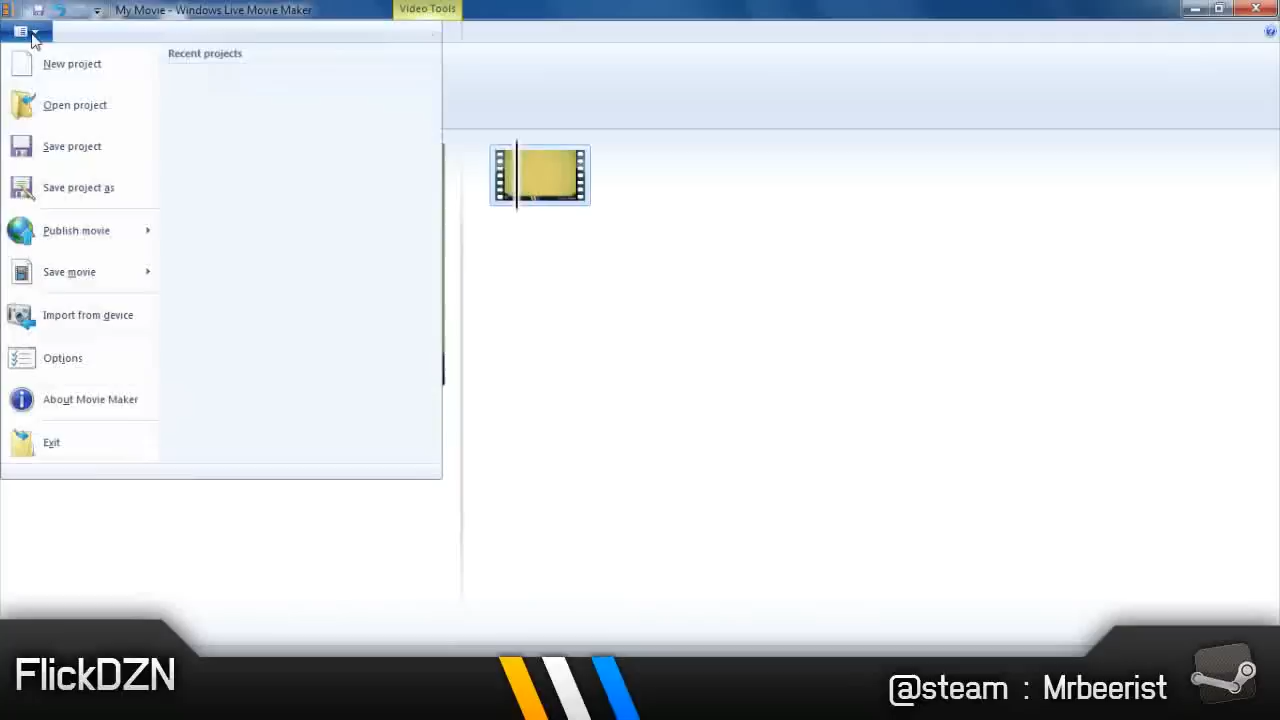 My Movie - Windows Live Movie Maker
Video Tools
Recent projects
New project
Open project
Save project
Save project as
Publish movie
Save movie
Import from device
Options
About Movie Maker
Exit
FlickDZN
@steam : Mrbeerist